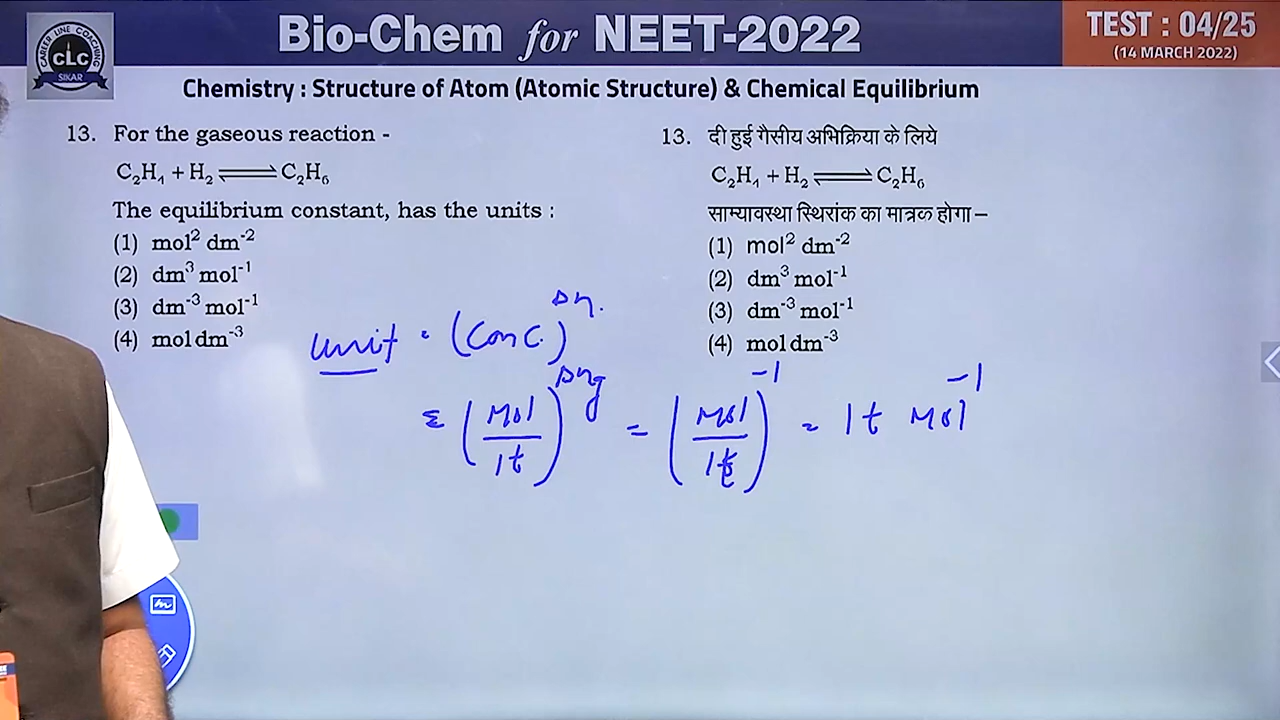 CAREER LINE COACHING
CLC
SIKAR
Bio-Chem for NEET-2022
TEST : 04/25
(14 MARCH 2022)
Chemistry : Structure of Atom (Atomic Structure) & Chemical Equilibrium
13. For the gaseous reaction -
C₂H₄ + H₂ ⇌ C₂H₆
The equilibrium constant, has the units :
(1) mol² dm⁻²
(2) dm³ mol⁻¹
(3) dm⁻³ mol⁻¹
(4) mol dm⁻³
13. दी हुई गैसीय अभिक्रिया के लिये
C₂H₄ + H₂ ⇌ C₂H₆
साम्यावस्था स्थिरांक का मात्रक होगा –
(1) mol² dm⁻²
(2) dm³ mol⁻¹
(3) dm⁻³ mol⁻¹
(4) mol dm⁻³
unit = (Conc.)^Δn.
= (mol/lt)^Δng = (mol/lt)⁻¹ = lt mol⁻¹